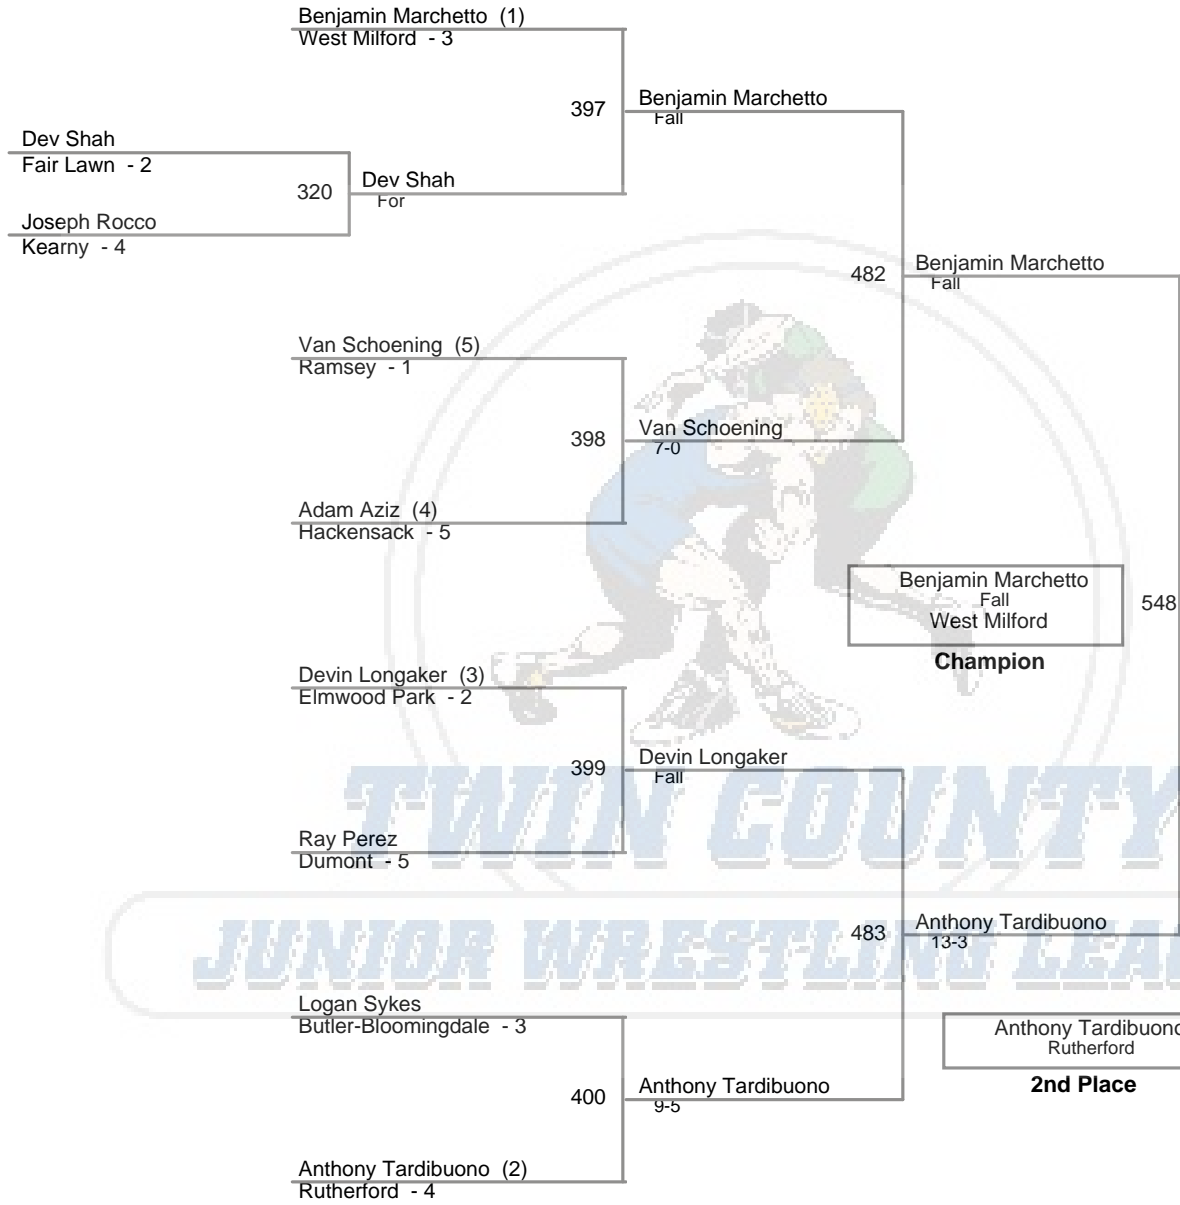 Benjamin Marchetto (1)
West Milford - 3
397
Benjamin Marchetto
Fall
Dev Shah
Fair Lawn - 2
320
Dev Shah
For
Joseph Rocco
Kearny - 4
482
Benjamin Marchetto
Fall
Van Schoening (5)
Ramsey - 1
398
Van Schoening
7-0
Adam Aziz (4)
Hackensack - 5
Benjamin Marchetto
Fall
West Milford
548
Champion
Devin Longaker (3)
Elmwood Park - 2
399
Devin Longaker
Fall
TWIN COUNTY
Ray Perez
Dumont - 5
483
Anthony Tardibuono
13-3
JUNIOR WRESTLING LEA
Logan Sykes
Butler-Bloomingdale - 3
Anthony Tardibuono
Rutherford
2nd Place
400
Anthony Tardibuono
9-5
Anthony Tardibuono (2)
Rutherford - 4